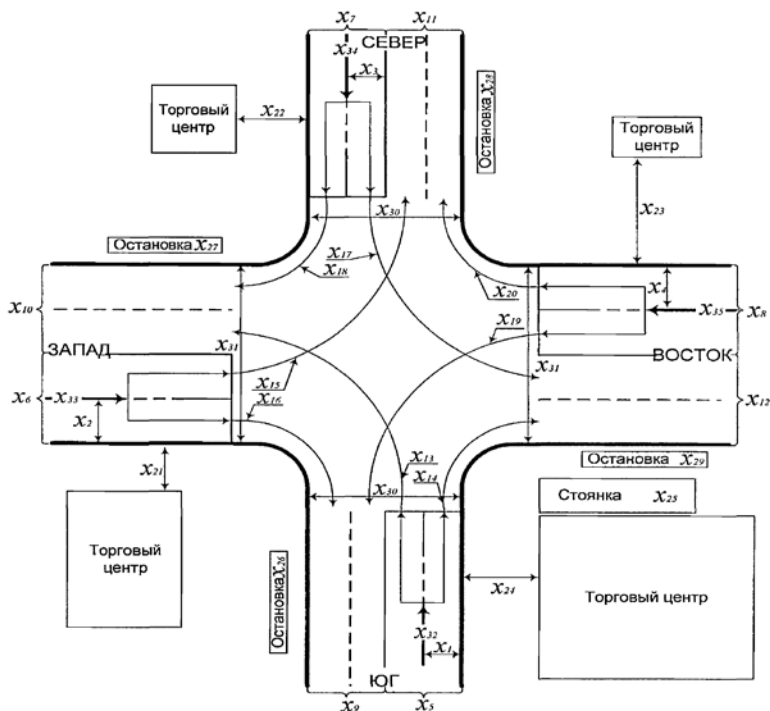 x7 x11
СЕВЕР
x34
x3
Остановка x28
Торговый центр
x22
Торговый центр
x23
x30
Остановка x27
x17
x18
x20
x4
x10
x19
x35 x8
ЗАПАД
x31
x31
ВОСТОК
x6 x33
x15
x16
x2
x12
x13
x21
x30
x14
Остановка x29
Стоянка x25
Торговый центр
Остановка x26
x24
Торговый центр
x32 x1
ЮГ
x9 x5